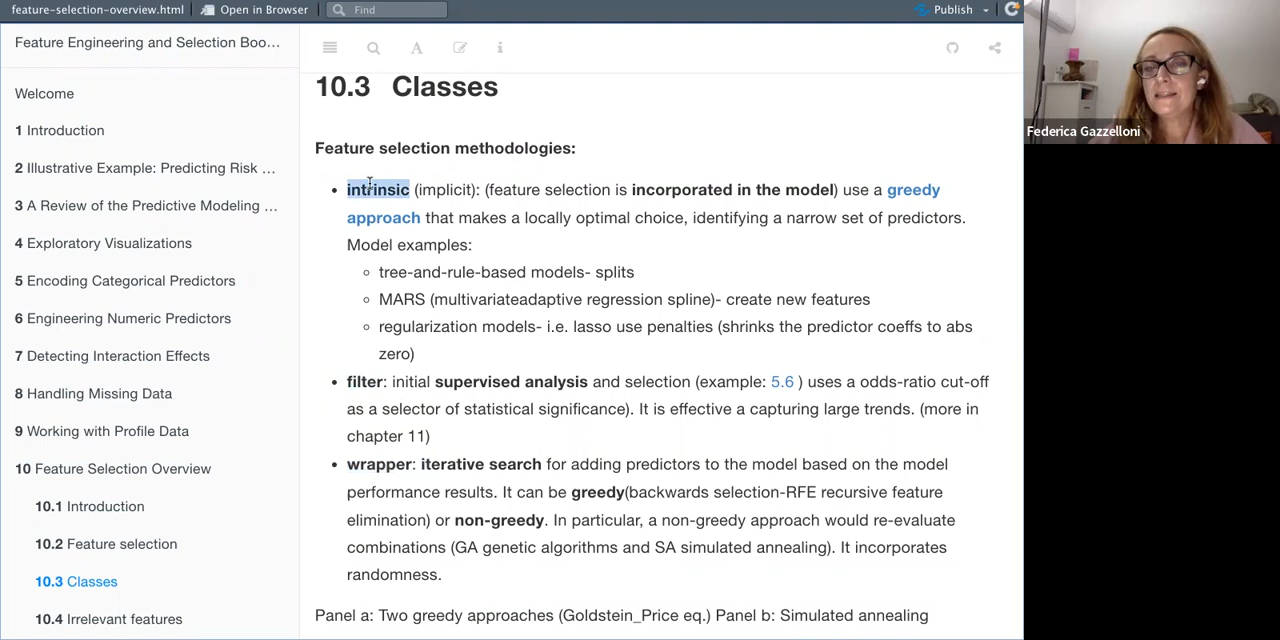 feature-selection-overview.html
Open in Browser
Find
Publish
Feature Engineering and Selection Boo…
Welcome
1 Introduction
2 Illustrative Example: Predicting Risk …
3 A Review of the Predictive Modeling …
4 Exploratory Visualizations
5 Encoding Categorical Predictors
6 Engineering Numeric Predictors
7 Detecting Interaction Effects
8 Handling Missing Data
9 Working with Profile Data
10 Feature Selection Overview
10.1 Introduction
10.2 Feature selection
10.3 Classes
10.4 Irrelevant features
A
i
10.3 Classes
Feature selection methodologies:
• intrinsic (implicit): (feature selection is incorporated in the model) use a greedy
approach that makes a locally optimal choice, identifying a narrow set of predictors.
Model examples:
◦ tree-and-rule-based models- splits
◦ MARS (multivariateadaptive regression spline)- create new features
◦ regularization models- i.e. lasso use penalties (shrinks the predictor coeffs to abs
zero)
• filter: initial supervised analysis and selection (example: 5.6 ) uses a odds-ratio cut-off
as a selector of statistical significance). It is effective a capturing large trends. (more in
chapter 11)
• wrapper: iterative search for adding predictors to the model based on the model
performance results. It can be greedy(backwards selection-RFE recursive feature
elimination) or non-greedy. In particular, a non-greedy approach would re-evaluate
combinations (GA genetic algorithms and SA simulated annealing). It incorporates
randomness.
Panel a: Two greedy approaches (Goldstein_Price eq.) Panel b: Simulated annealing
Federica Gazzelloni